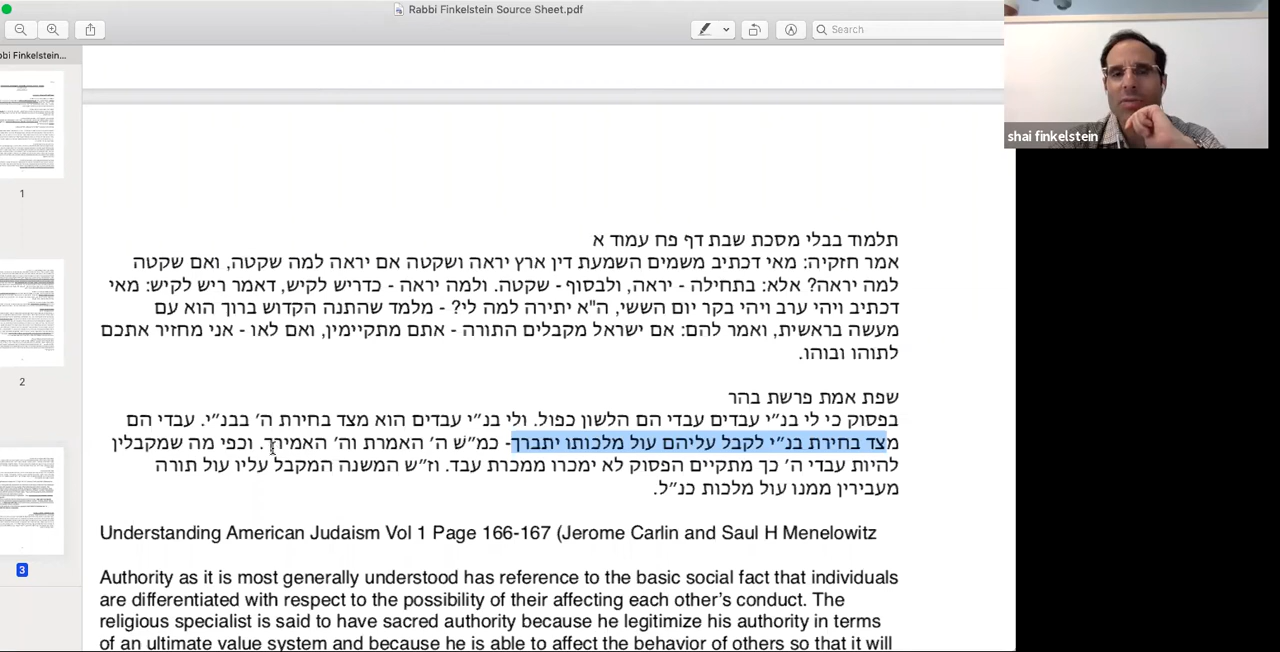 Rabbi Finkelstein Source Sheet.pdf
Search
bbi Finkelstein...
shai finkelstein
1
2
3
תלמוד בבלי מסכת שבת דף פח עמוד א
אמר חזקיה: מאי דכתיב משמים השמעת דין ארץ יראה ושקטה אם יראה למה שקטה, ואם שקטה
למה יראה? אלא: בתחילה - יראה, ולבסוף - שקטה. ולמה יראה - כדריש לקיש, דאמר ריש לקיש: מאי
דכתיב ויהי ערב ויהי בקר יום הששי, ה"א יתירה למה לי? - מלמד שהתנה הקדוש ברוך הוא עם
מעשה בראשית, ואמר להם: אם ישראל מקבלים התורה - אתם מתקיימין, ואם לאו - אני מחזיר אתכם
לתוהו ובוהו.
שפת אמת פרשת בהר
בפסוק כי לי בנ״י עבדים עבדי הם הלשון כפול. ולי בנ״י עבדים הוא מצד בחירת ה׳ בבנ״י. עבדי הם
מצד בחירת בנ״י לקבל עליהם עול מלכותו יתברך- כמ״ש ה׳ האמרת וה׳ האמירך. וכפי מה שמקבלין
להיות עבדי ה׳ כך מתקיים הפסוק לא ימכרו ממכרת עבד. וז״ש המשנה המקבל עליו עול תורה
מעבירין ממנו עול מלכות כנ״ל.
Understanding American Judaism Vol 1 Page 166-167 (Jerome Carlin and Saul H Menelowitz
Authority as it is most generally understood has reference to the basic social fact that individuals
are differentiated with respect to the possibility of their affecting each other’s conduct. The
religious specialist is said to have sacred authority because he legitimize his authority in terms
of an ultimate value system and because he is able to affect the behavior of others so that it will